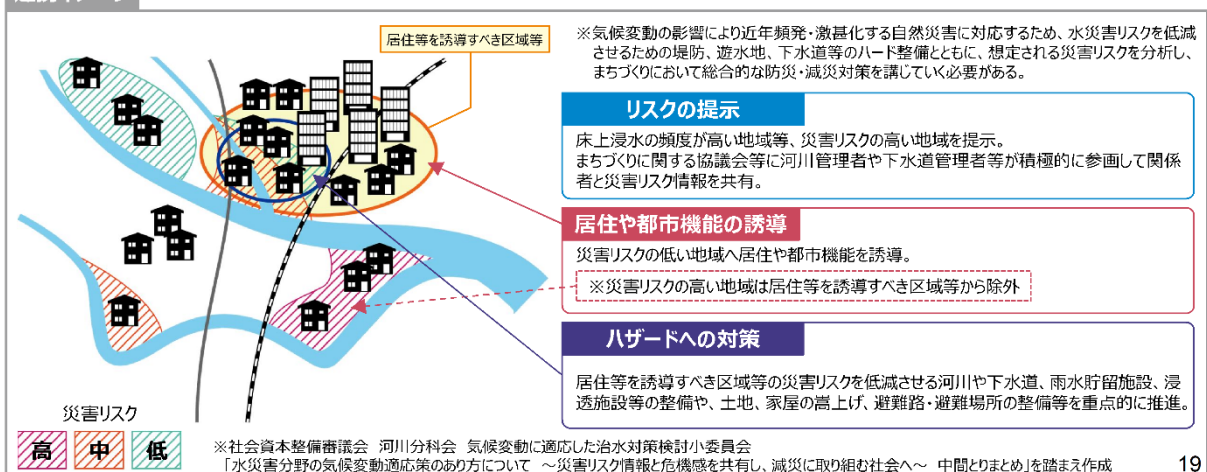 居住等を誘導すべき区域等
※気候変動の影響により近年頻発・激甚化する自然災害に対応するため、水災害リスクを低減
させるための堤防、遊水地、下水道等のハード整備とともに、想定される災害リスクを分析し、
まちづくりにおいて総合的な防災・減災対策を講じていく必要がある。
リスクの提示
床上浸水の頻度が高い地域等、災害リスクの高い地域を提示。
まちづくりに関する協議会等に河川管理者や下水道管理者等が積極的に参画して関係
者と災害リスク情報を共有。
居住や都市機能の誘導
災害リスクの低い地域へ居住や都市機能を誘導。
※災害リスクの高い地域は居住等を誘導すべき区域等から除外
ハザードへの対策
居住等を誘導すべき区域等の災害リスクを低減させる河川や下水道、雨水貯留施設、浸
透施設等の整備や、土地、家屋の嵩上げ、避難路・避難場所の整備等を重点的に推進。
災害リスク
高 中 低
※社会資本整備審議会 河川分科会 気候変動に適応した治水対策検討小委員会
「水災害分野の気候変動適応策のあり方について ～災害リスク情報と危機感を共有し、減災に取り組む社会へ～ 中間とりまとめ」を踏まえ作成
19